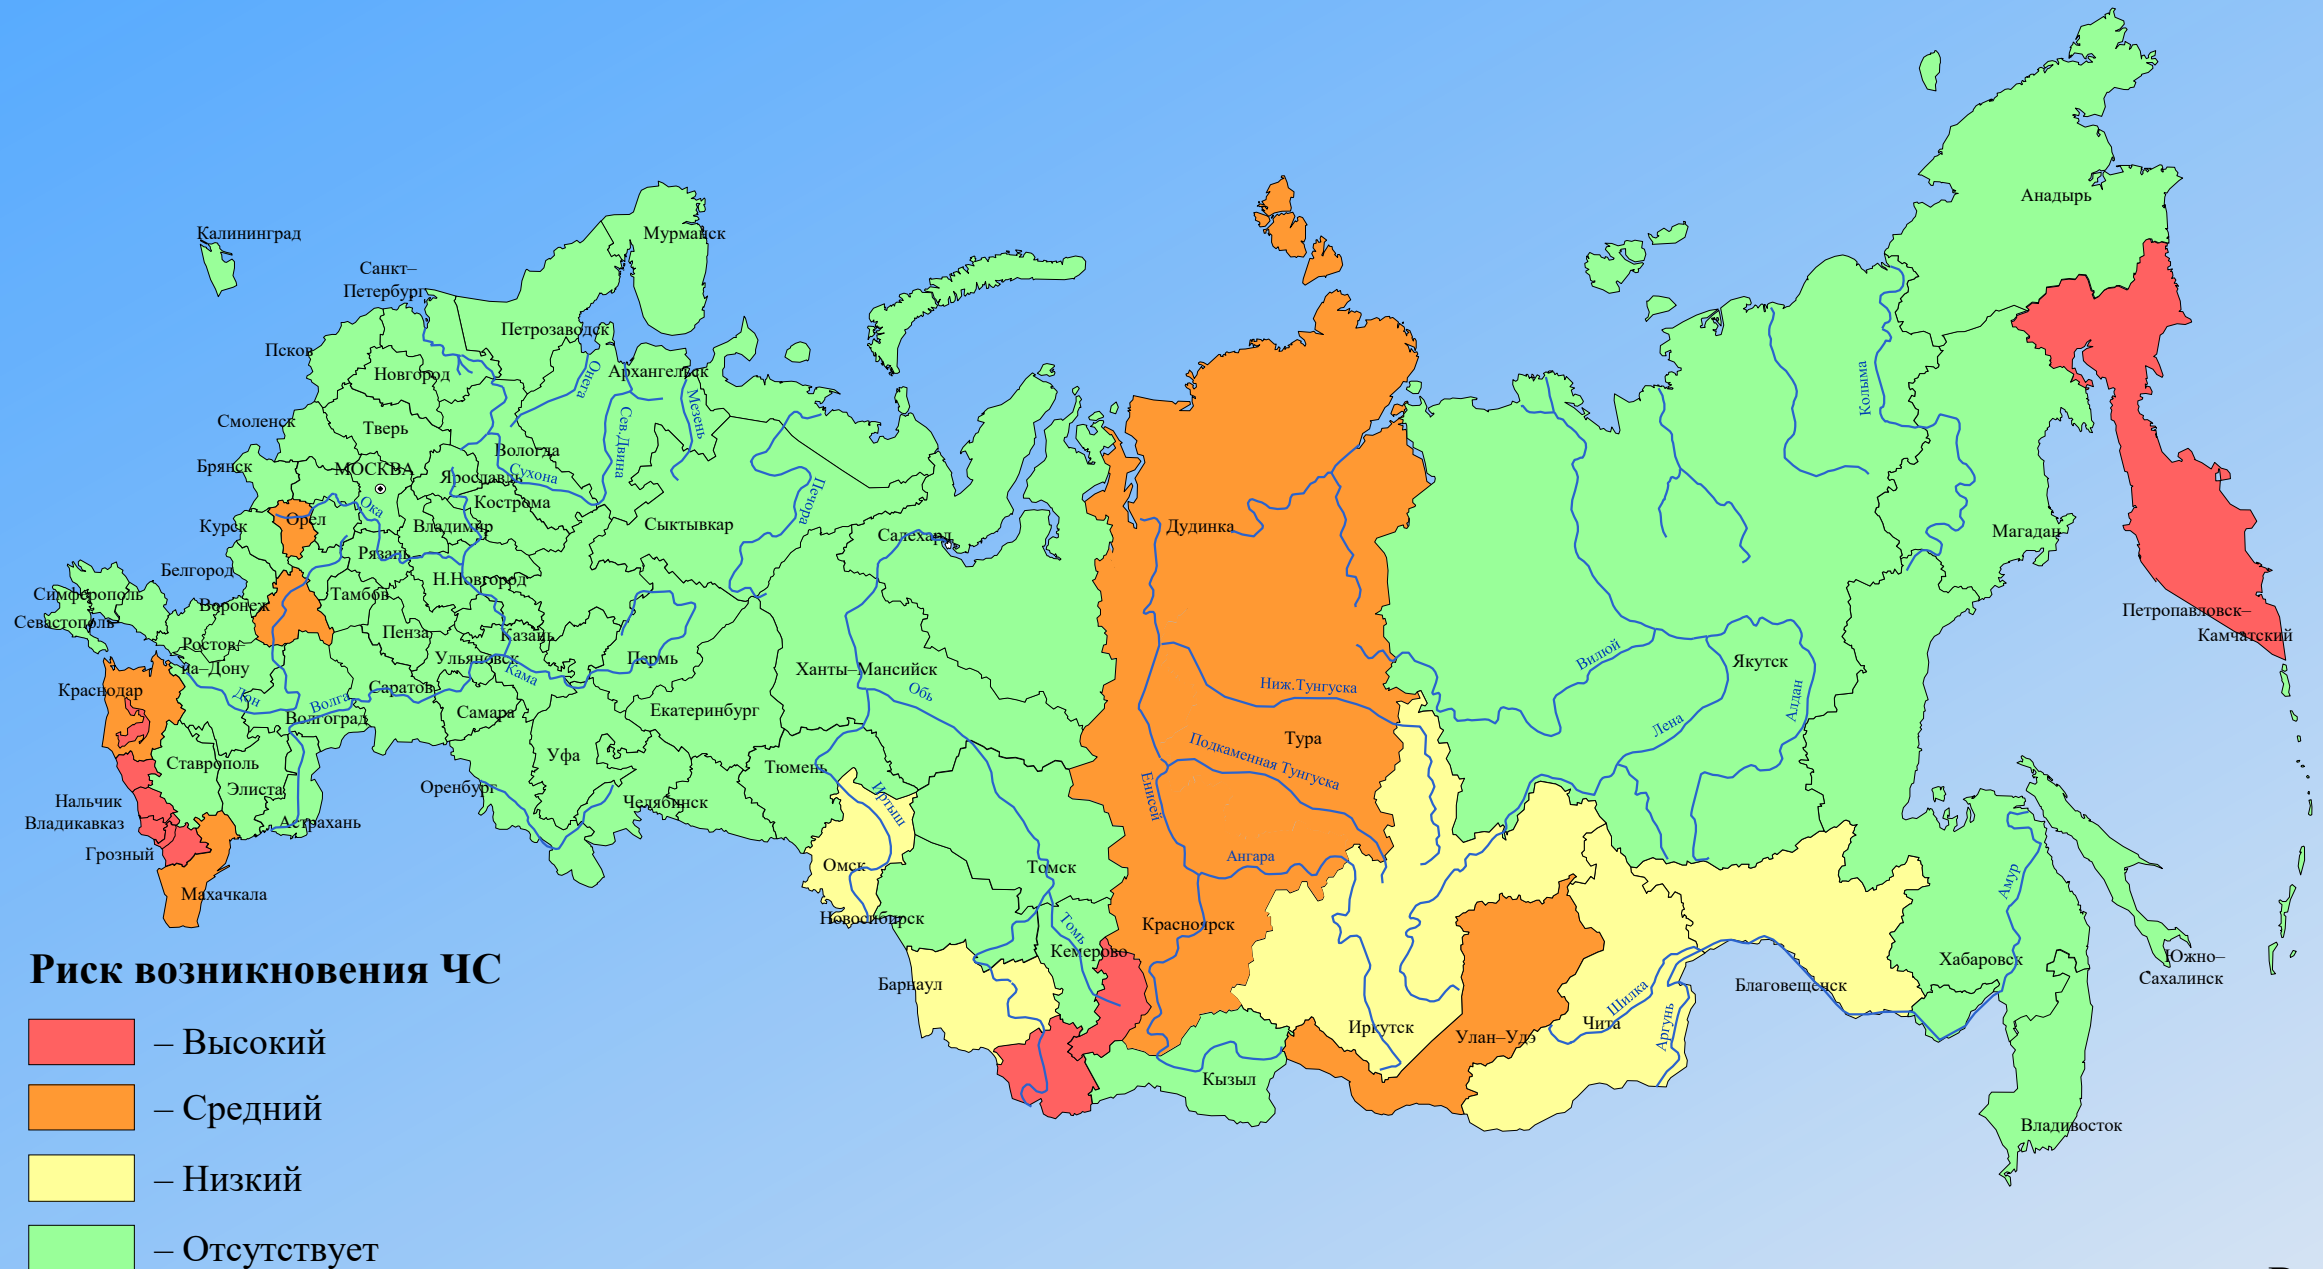 Анадырь
Калининград
Мурманск
Санкт–
Петербург
Петрозаводск
Псков
Новгород
Архангельск
Онега
Мезень
Колыма
Смоленск
Тверь
Сев.Двина
Вологда
Брянск
МОСКВА
Ярославль
Сухона
Кострома
Печора
Ока
Курск
Орел
Владимир
Сыктывкар
Салехард
Дудинка
Магадан
Рязань
Белгород
Н.Новгород
Симферополь
Тамбов
Воронеж
Севастополь
Петропавловск–
Камчатский
Пенза
Казань
Ростов–
на–Дону
Ульяновск
Пермь
Ханты–Мансийск
Вилюй
Якутск
Кама
Краснодар
Дон
Волга
Саратов
Обь
Ниж.Тунгуска
Алдан
Волгоград
Самара
Екатеринбург
Лена
Тура
Подкаменная Тунгуска
Уфа
Ставрополь
Тюмень
Элиста
Оренбург
Иртыш
Енисей
Нальчик
Челябинск
Владикавказ
Астрахань
Грозный
Омск
Томск
Ангара
Махачкала
Амур
Новосибирск
Томь
Красноярск
Кемерово
Хабаровск
Южно–
Сахалинск
Барнаул
Благовещенск
Шилка
Иркутск
Чита
Аргунь
Улан–Удэ
Кызыл
Владивосток
Риск возникновения ЧС
– Высокий
– Средний
– Низкий
– Отсутствует